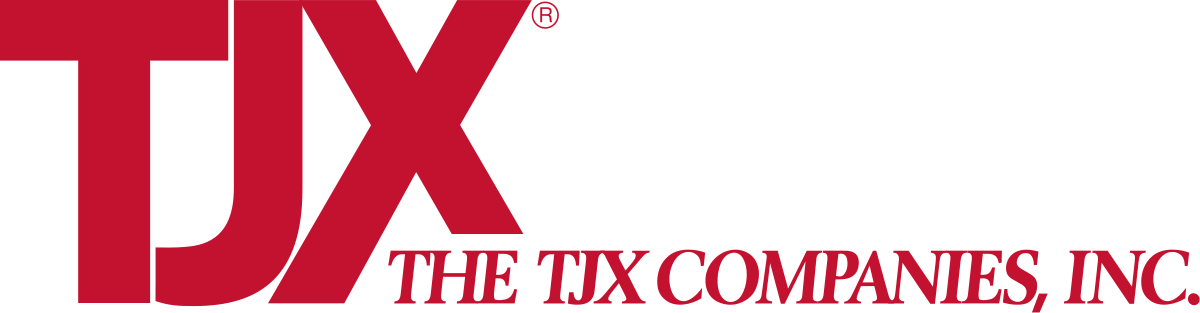 TJX®
THE TJX COMPANIES, INC.